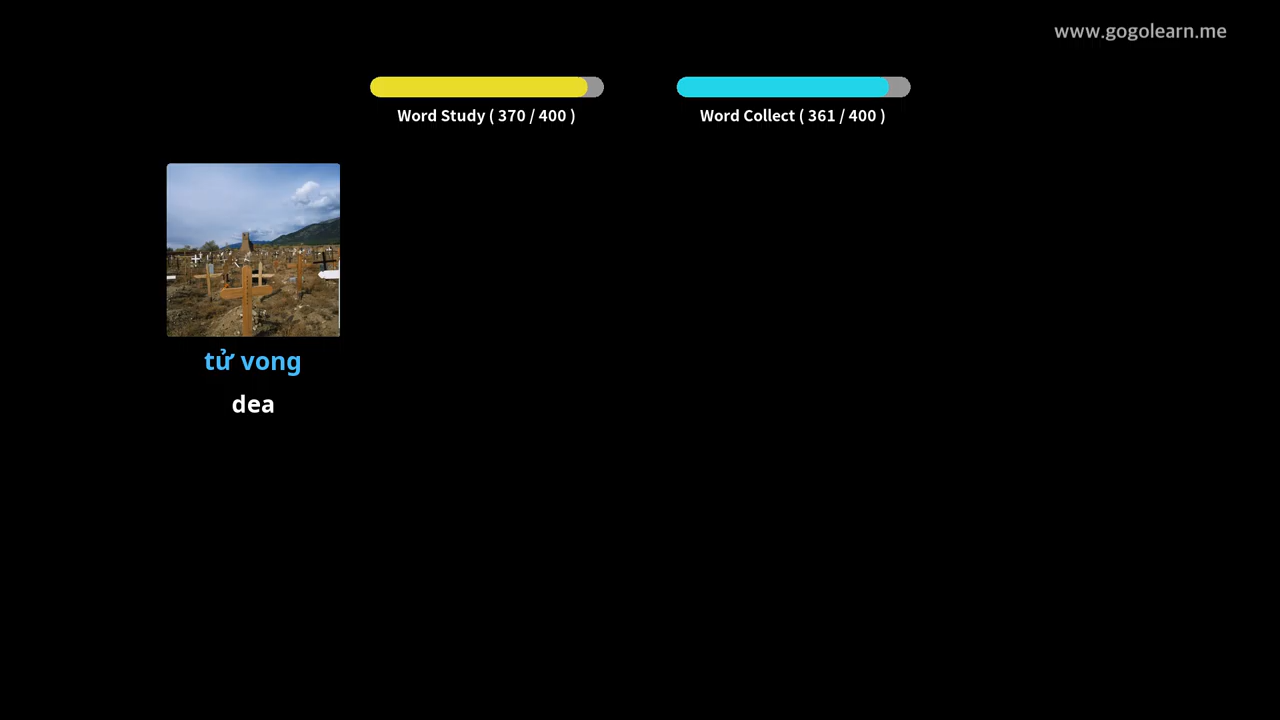 www.gogolearn.me
Word Study ( 370 / 400 )
Word Collect ( 361 / 400 )
tử vong
dea